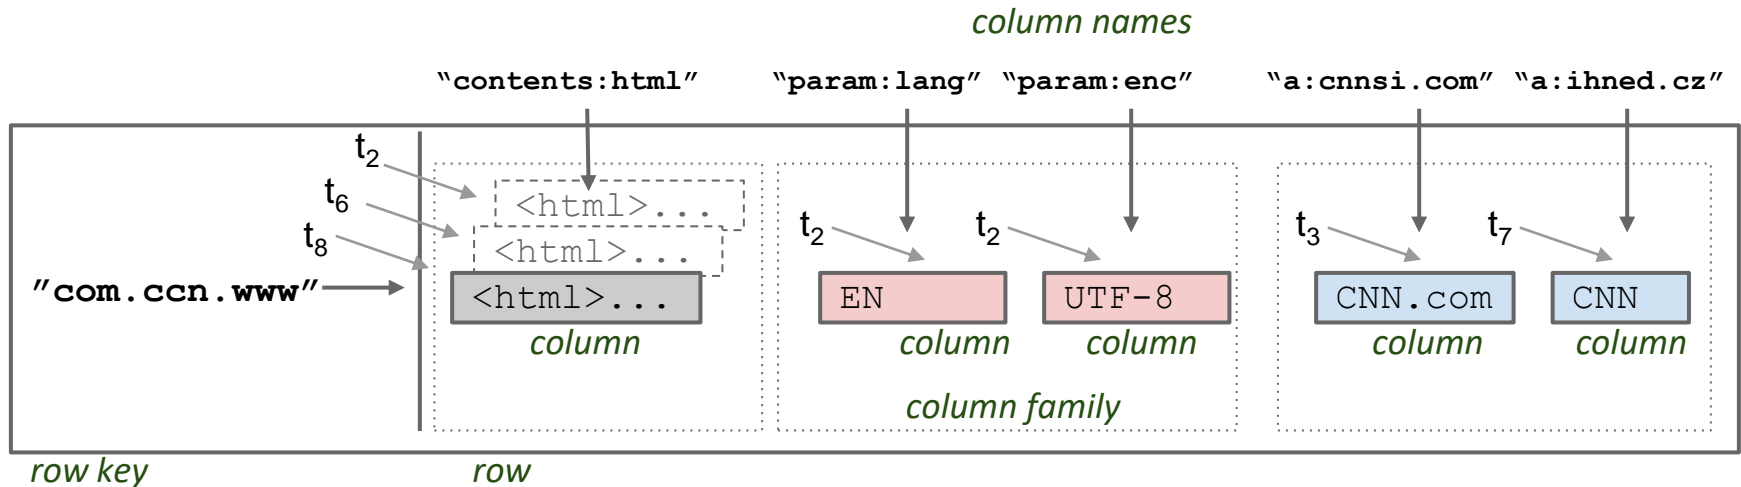 column names
“contents:html” “param:lang” “param:enc” “a:cnnsi.com” “a:ihned.cz”
t2
<html>...
t6
<html>...
t8
t2 t2 t3 t7
”com.ccn.www” <html>... EN UTF-8 CNN.com CNN
column column column column column
column family
row key row